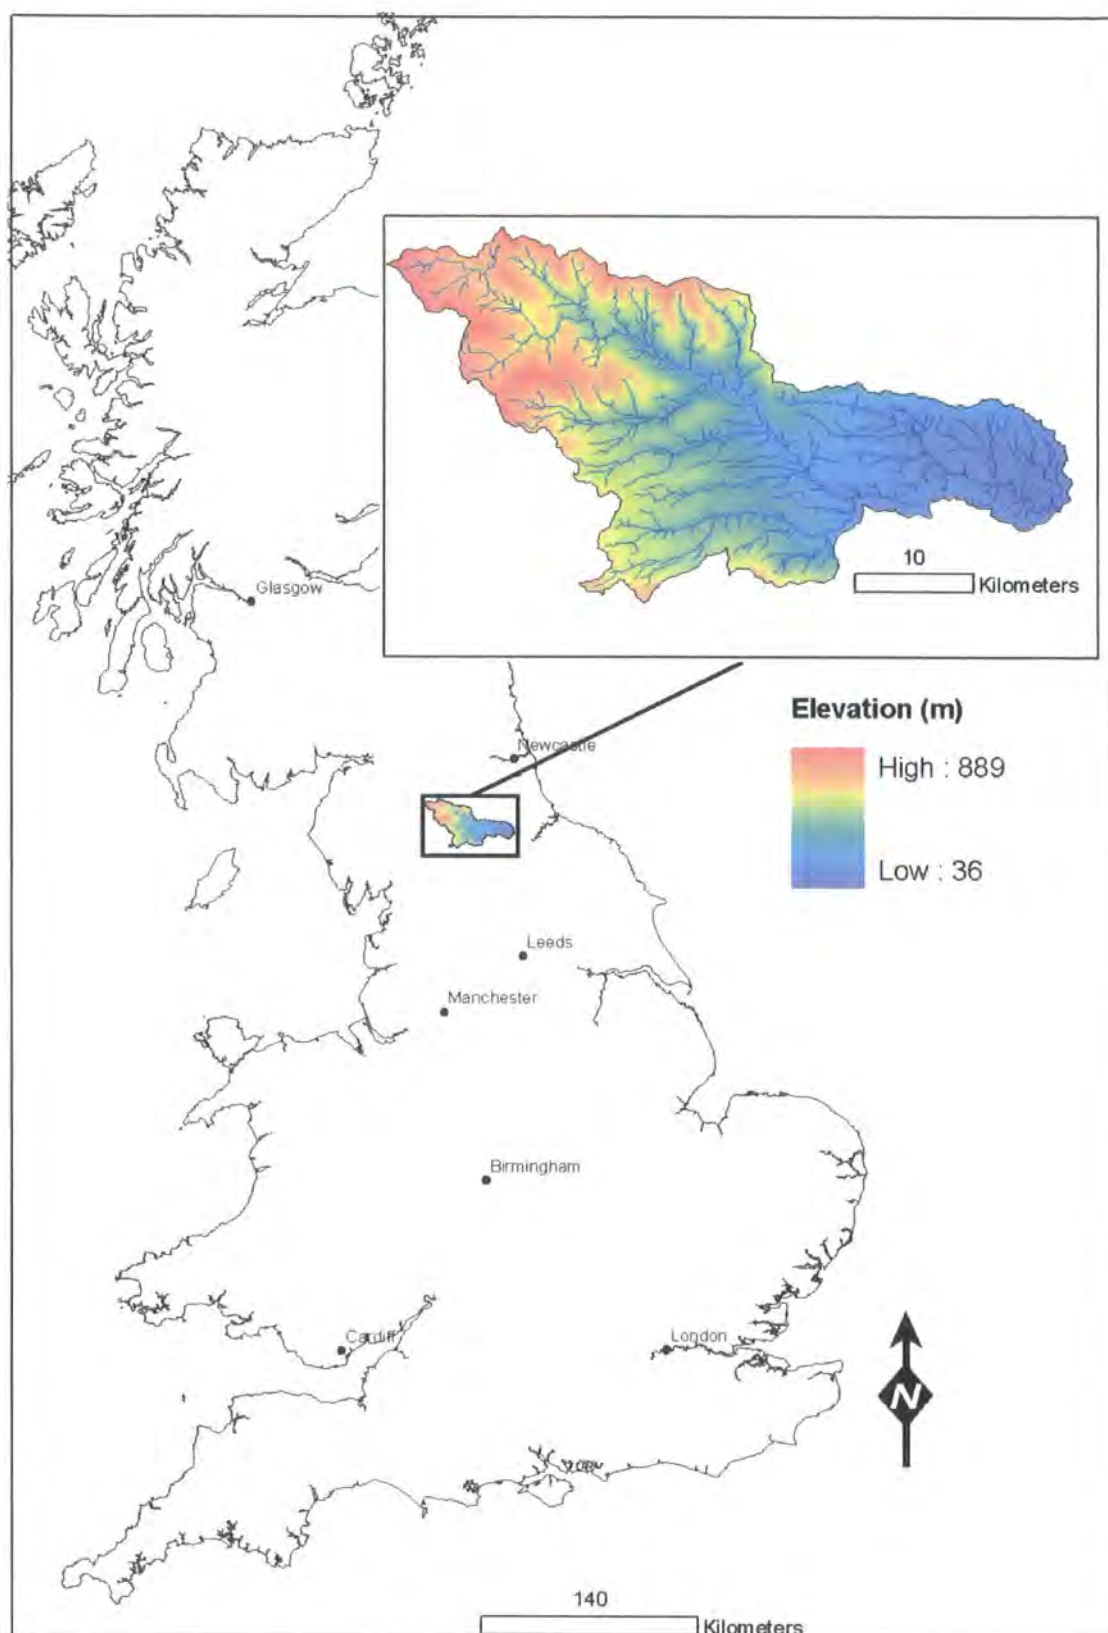 10
Kilometers
Glasgow
Elevation (m)
Newcastle
High : 889
Low : 36
Leeds
Manchester
Birmingham
Cardiff
London
N
140
Kilometers